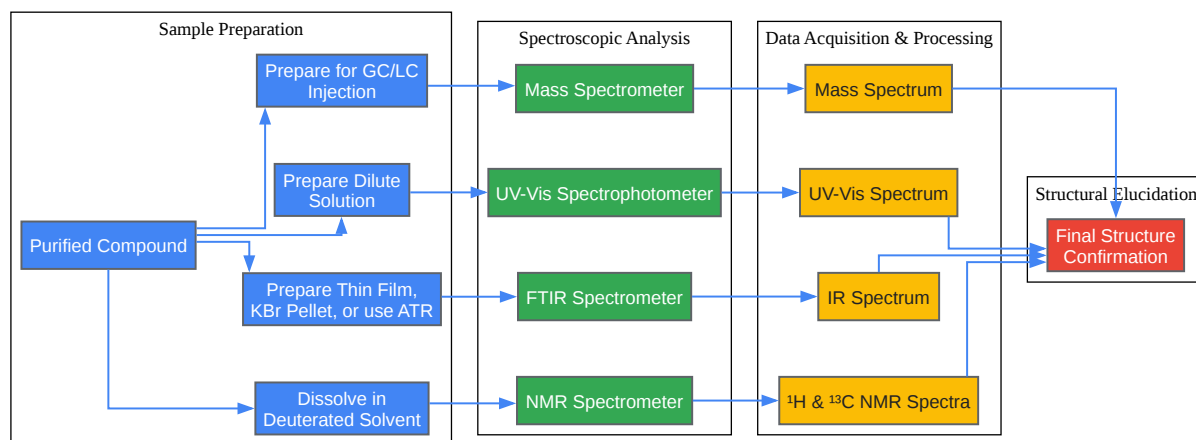 Sample Preparation
Spectroscopic Analysis
Data Acquisition & Processing
Prepare for GC/LC
Injection
Mass Spectrometer
Mass Spectrum
Prepare Dilute
Solution
UV-Vis Spectrophotometer
UV-Vis Spectrum
Structural Elucidation
Purified Compound
Final Structure
Confirmation
Prepare Thin Film,
KBr Pellet, or use ATR
FTIR Spectrometer
IR Spectrum
Dissolve in
Deuterated Solvent
NMR Spectrometer
¹H & ¹³C NMR Spectra